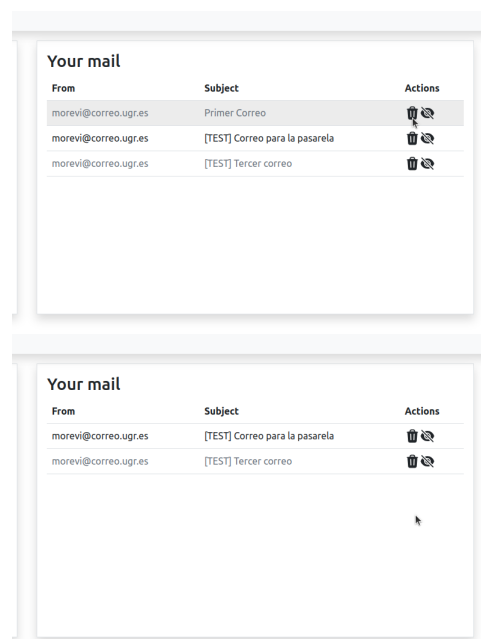 Your mail
From Subject Actions
morevi@correo.ugr.es Primer Correo
morevi@correo.ugr.es [TEST] Correo para la pasarela
morevi@correo.ugr.es [TEST] Tercer correo
Your mail
From Subject Actions
morevi@correo.ugr.es [TEST] Correo para la pasarela
morevi@correo.ugr.es [TEST] Tercer correo